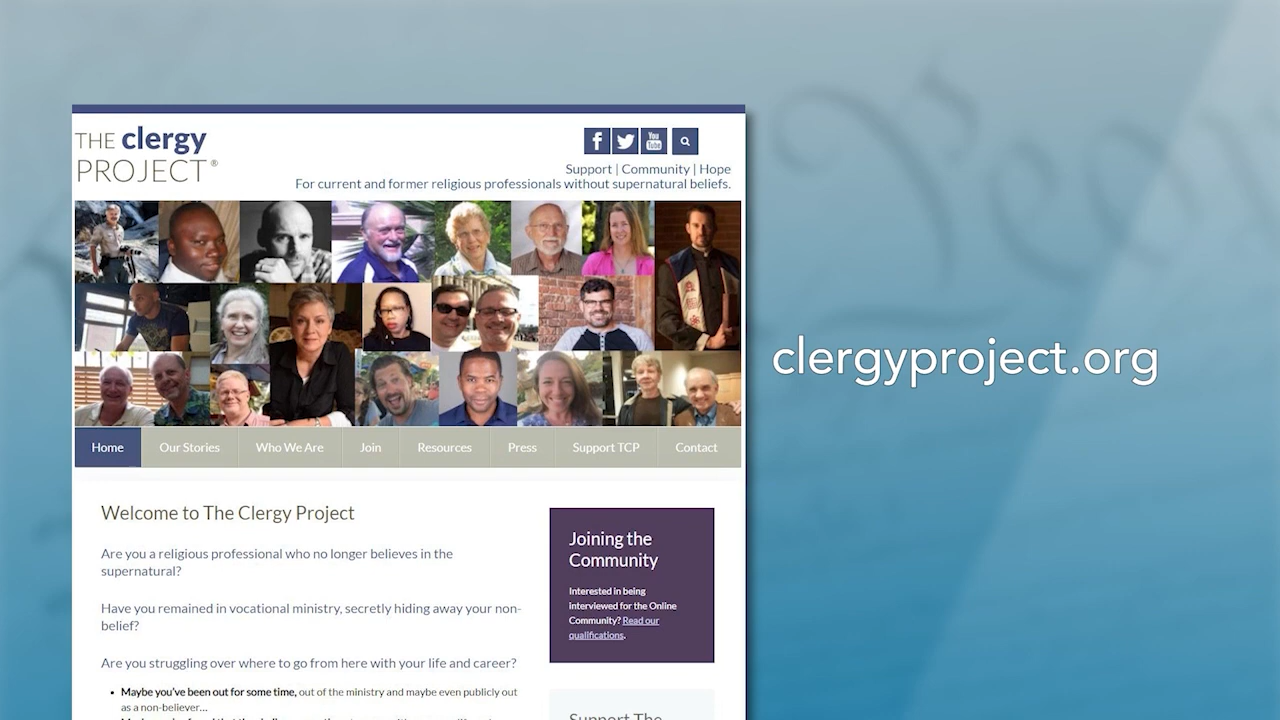 THE clergy
PROJECT®
You
Tube
Support | Community | Hope
For current and former religious professionals without supernatural beliefs.
Home Our Stories Who We Are Join Resources Press Support TCP Contact
clergyproject.org
Welcome to The Clergy Project
Are you a religious professional who no longer believes in the
supernatural?
Have you remained in vocational ministry, secretly hiding away your non-
belief?
Are you struggling over where to go from here with your life and career?
• Maybe you've been out for some time, out of the ministry and maybe even publicly out
as a non-believer...
Joining the
Community
Interested in being
interviewed for the Online
Community? Read our
qualifications.
Support The